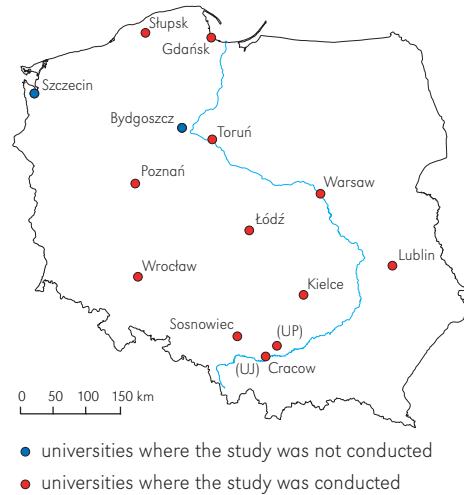 Słupsk
Gdańsk
Szczecin
Bydgoszcz
Toruń
Poznań
Warsaw
Łódź
Lublin
Wrocław
Kielce
Sosnowiec
(UP)
(UJ)
Cracow
0 50 100 150 km
universities where the study was not conducted
universities where the study was conducted